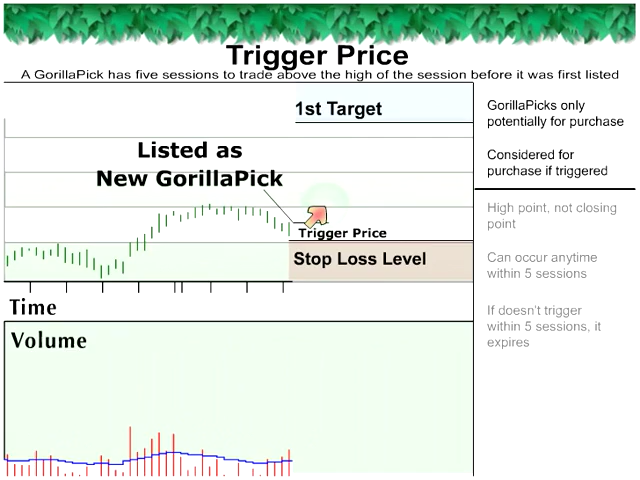 Trigger Price
A GorillaPick has five sessions to trade above the high of the session before it was first listed
1st Target
Listed as
New GorillaPick
Trigger Price
Stop Loss Level
Time
Volume
GorillaPicks only
potentially for purchase
Considered for
purchase if triggered
High point, not closing
point
Can occur anytime
within 5 sessions
If doesn't trigger
within 5 sessions, it
expires